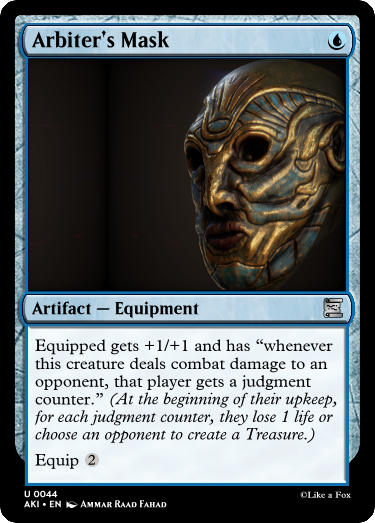 Arbiter's Mask
Artifact — Equipment
Equipped gets +1/+1 and has “whenever
this creature deals combat damage to an
opponent, that player gets a judgment
counter.” (At the beginning of their upkeep,
for each judgment counter, they lose 1 life or
choose an opponent to create a Treasure.)
Equip 2
U 0044
AKI • EN Ammar Raad Fahad
©Like a Fox